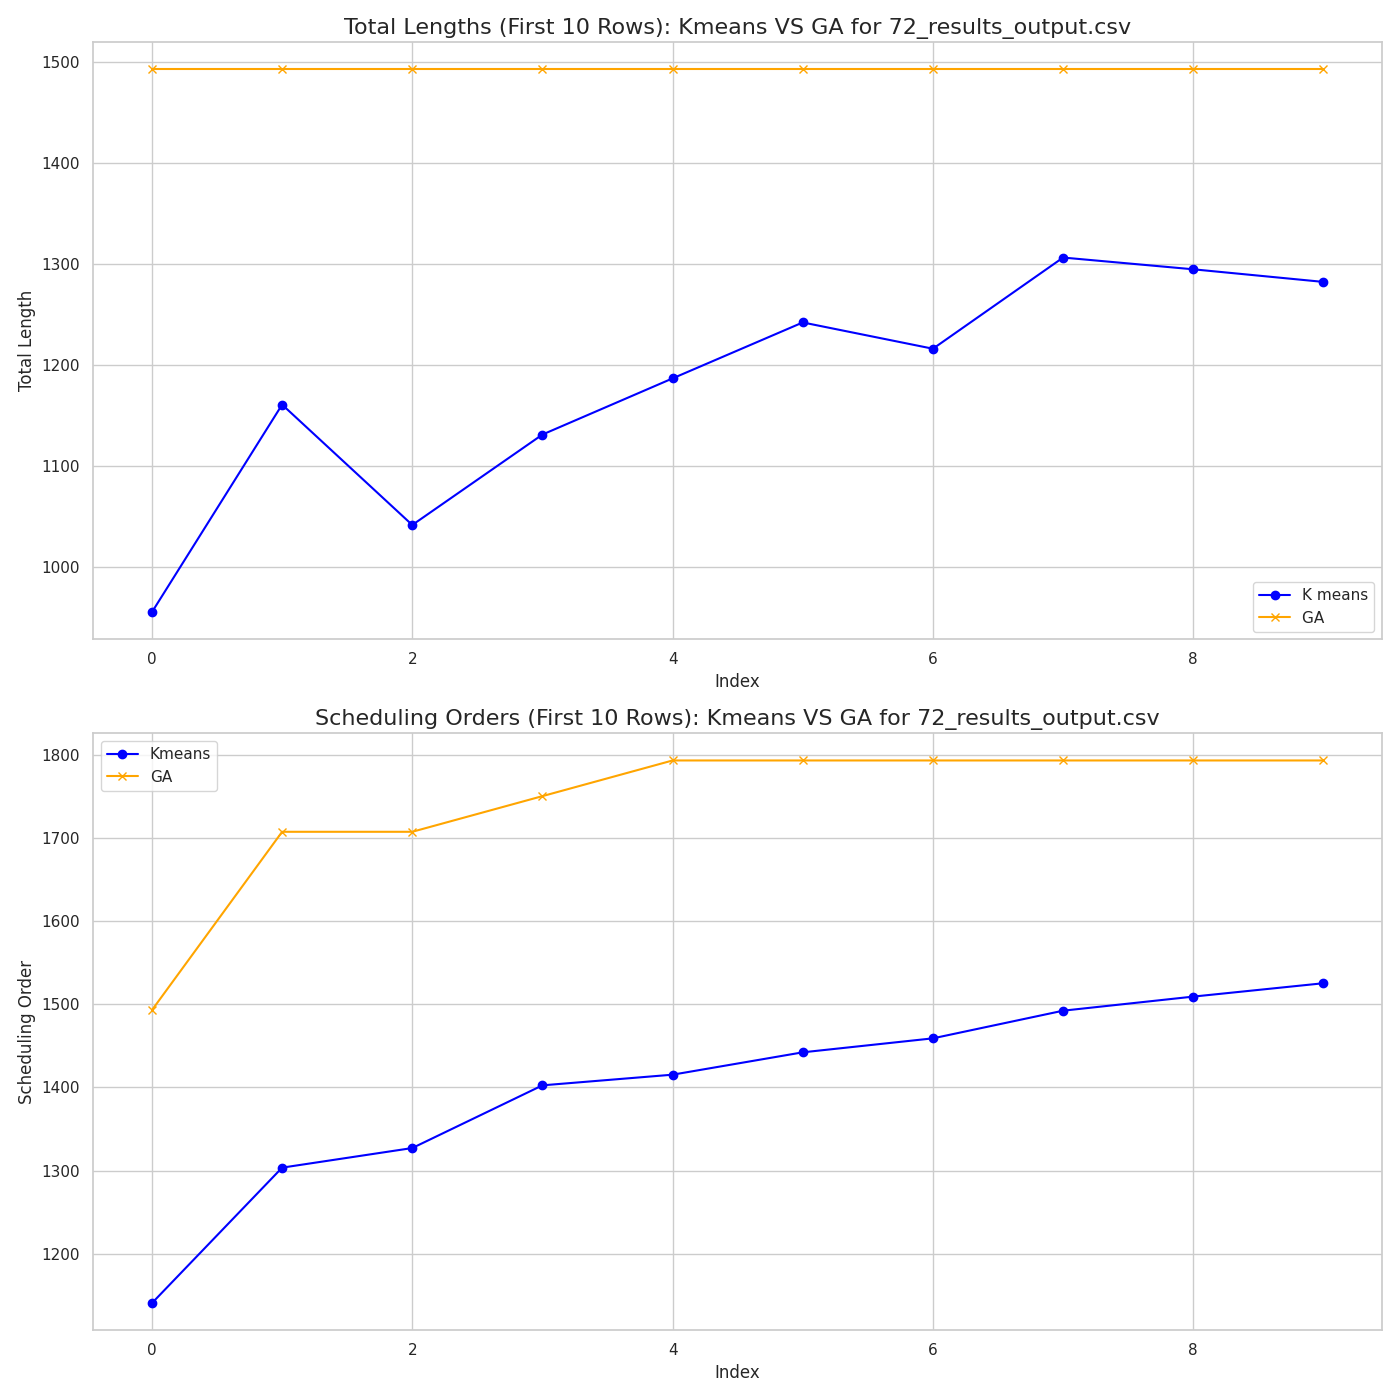 Total Lengths (First 10 Rows): Kmeans VS GA for 72_results_output.csv
1500
1400
1300
1200
1100
1000
Total Length
K means
GA
0 2 4 6 8
Index
Scheduling Orders (First 10 Rows): Kmeans VS GA for 72_results_output.csv
Kmeans
GA
1800
1700
1600
1500
1400
1300
1200
Scheduling Order
0 2 4 6 8
Index